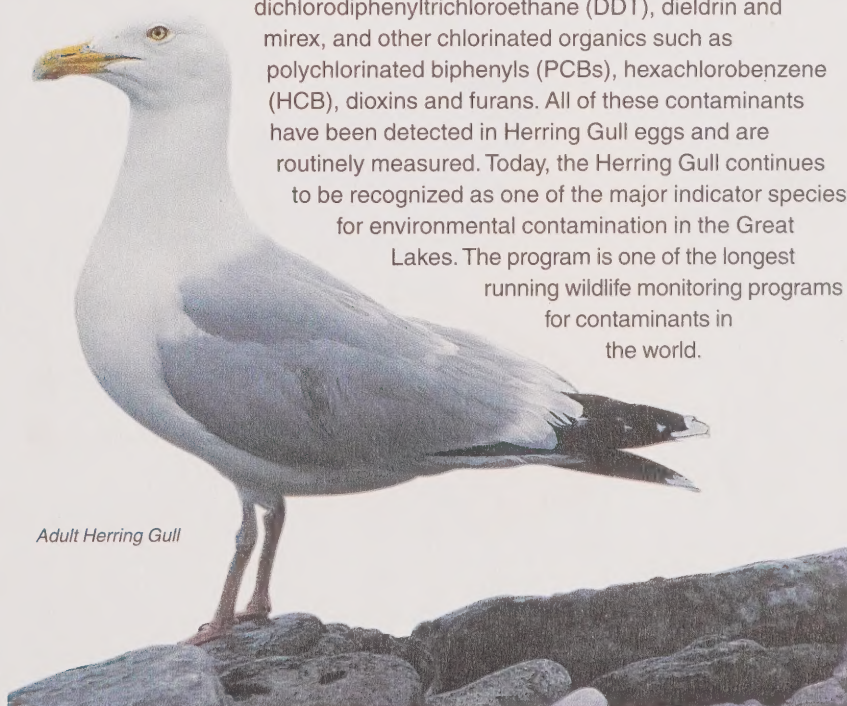 dichlorodiphenyltrichloroethane (DDT), dieldrin and
mirex, and other chlorinated organics such as
polychlorinated biphenyls (PCBs), hexachlorobenzene
(HCB), dioxins and furans. All of these contaminants
have been detected in Herring Gull eggs and are
routinely measured. Today, the Herring Gull continues
to be recognized as one of the major indicator species
for environmental contamination in the Great
Lakes. The program is one of the longest
running wildlife monitoring programs
for contaminants in
the world.
Adult Herring Gull